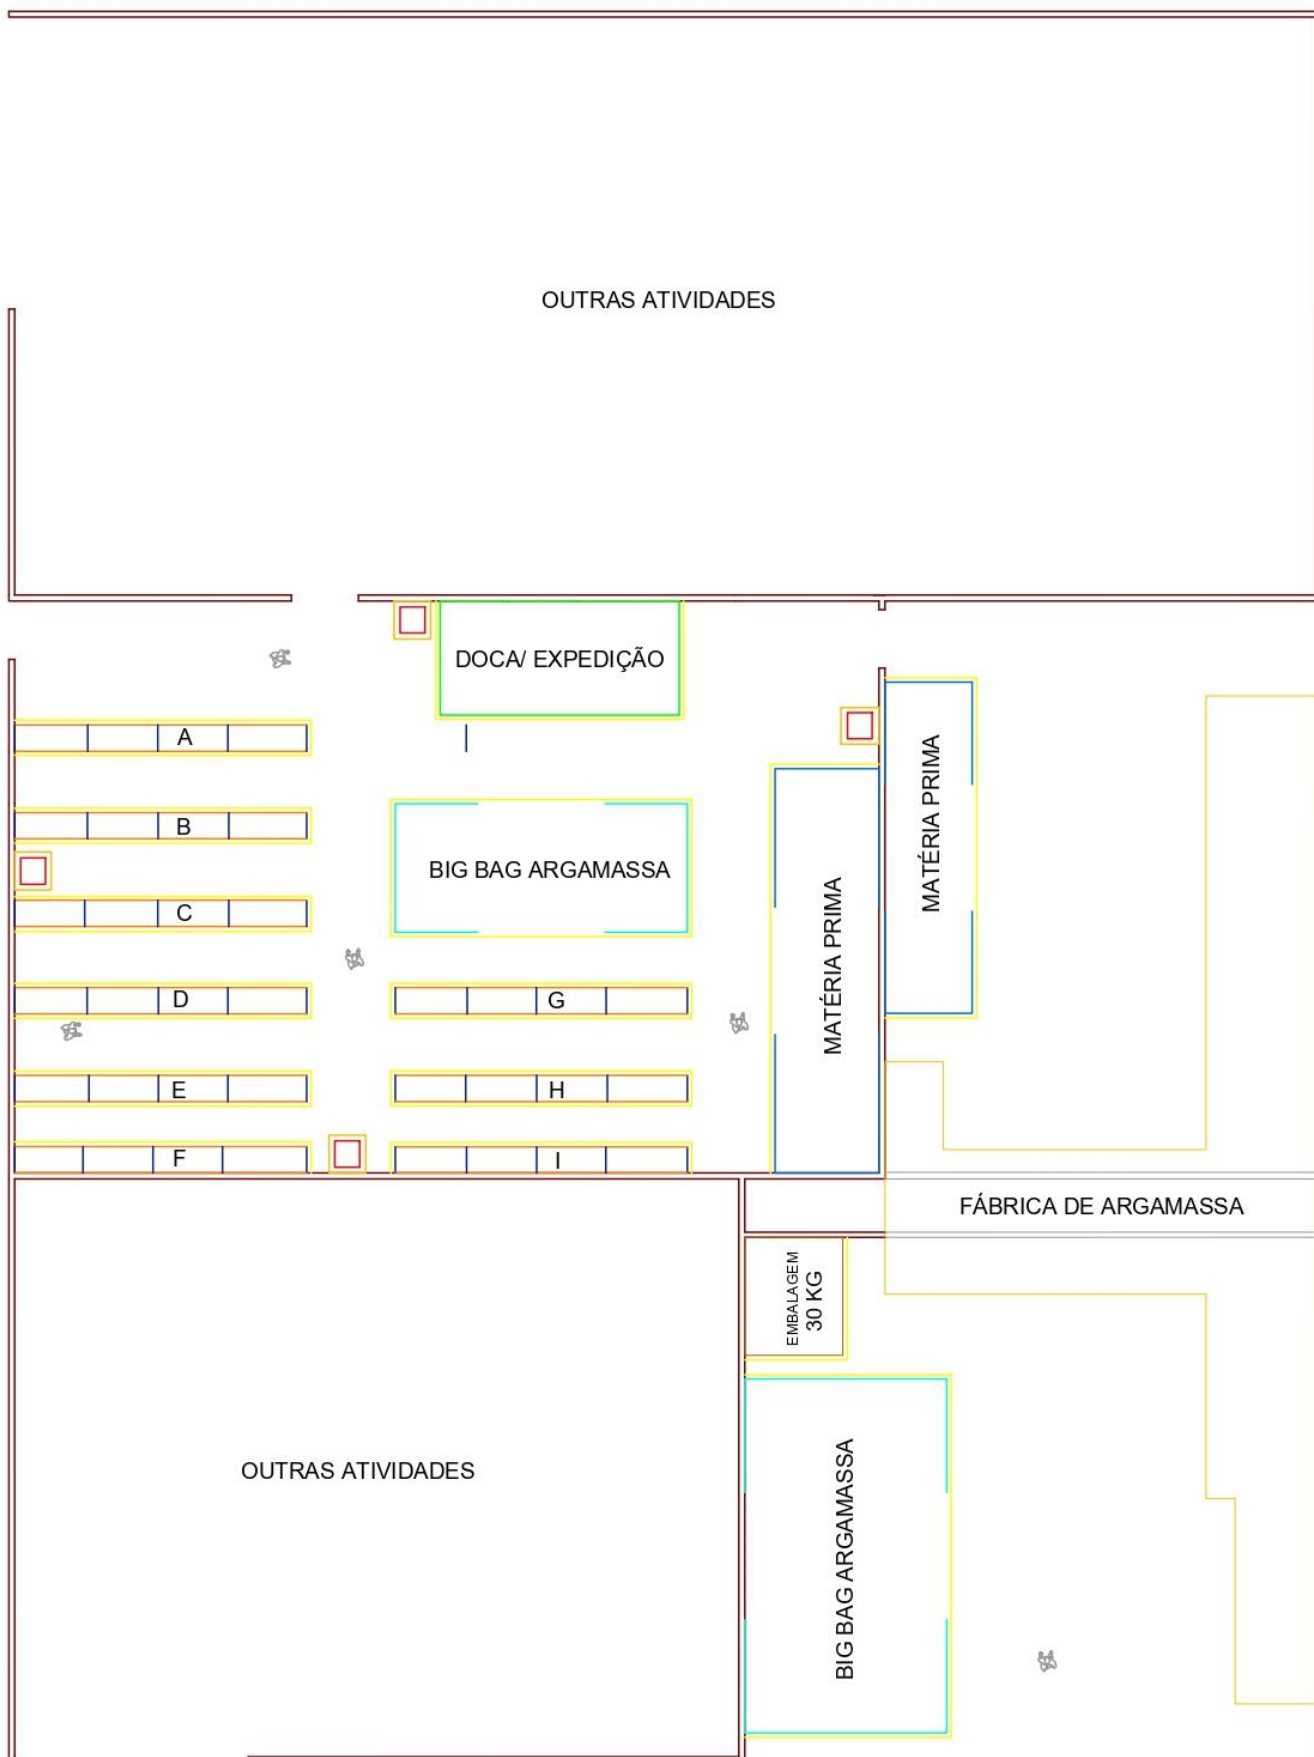 OUTRAS ATIVIDADES
DOCA/ EXPEDIÇÃO
A
B
BIG BAG ARGAMASSA
MATÉRIA PRIMA
MATÉRIA PRIMA
C
D
G
E
H
F
I
FÁBRICA DE ARGAMASSA
EMBALAGEM
30 KG
OUTRAS ATIVIDADES
BIG BAG ARGAMASSA